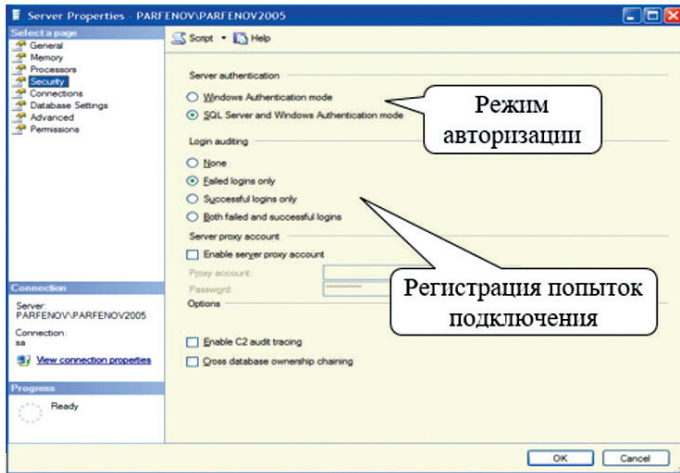 Server Properties - PARFENOV\PARFENOV2005
Select a page
General
Memory
Processors
Security
Connections
Database Settings
Advanced
Permissions
Script
Help
Server authentication
Windows Authentication mode
SQL Server and Windows Authentication mode
Режим
авторизации
Login auditing
None
Failed logins only
Successful logins only
Both failed and successful logins
Server proxy account
Enable server proxy account
Proxy account:
Password:
Регистрация попыток
подключения
Options
Enable C2 audit tracing
Cross database ownership chaining
Connection
Server:
PARFENOV\PARFENOV2005
Connection:
sa
View connection properties
Progress
Ready
OK
Cancel